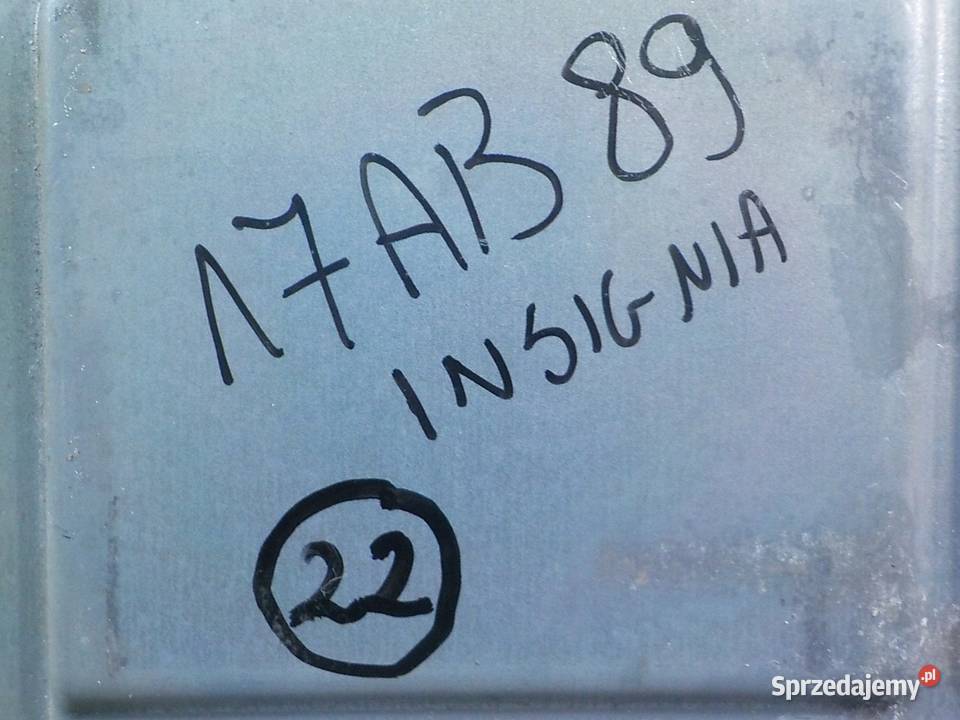 17AB 89
INSIGNIA
22
Sprzedajemy.pl